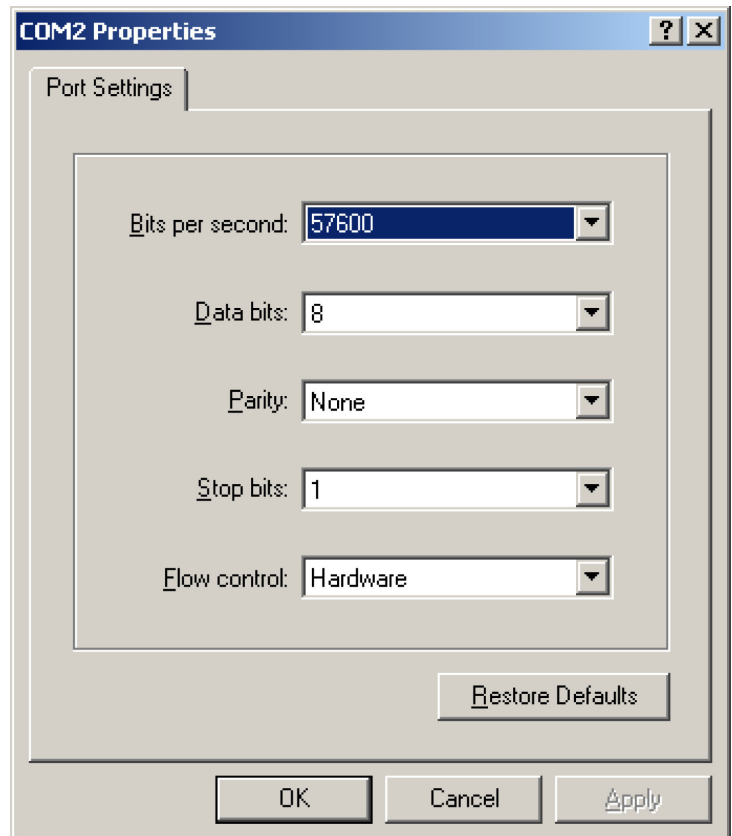 COM2 Properties
Port Settings
Bits per second: 57600
Data bits: 8
Parity: None
Stop bits: 1
Flow control: Hardware
Restore Defaults
OK Cancel Apply